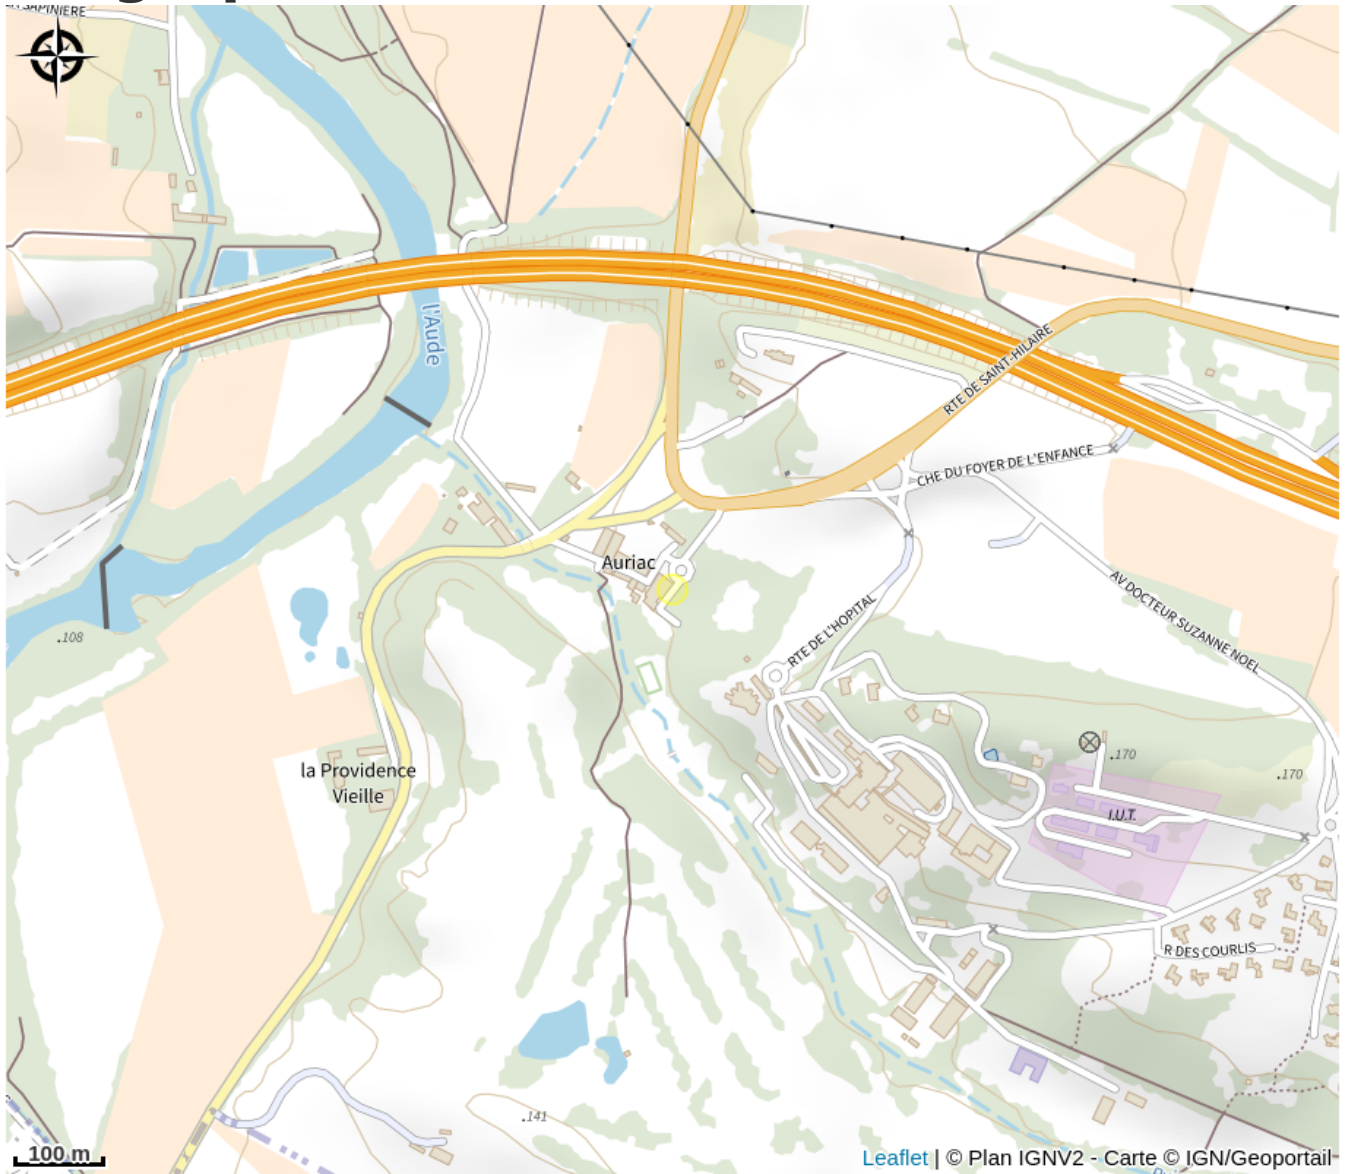 SAPINIÈRE
l'Aude
RTE DE SAINT-HILAIRE
CHE DU FOYER DE L'ENFANCE
Auriac
AV DOCTEUR SUZANNE NOEL
RTE DE L'HOPITAL
.108
la Providence
Vieille
.170
.170
I.U.T.
R DES COURLIS
.141
100 m
Leaflet | © Plan IGNV2 - Carte © IGN/Geoportail